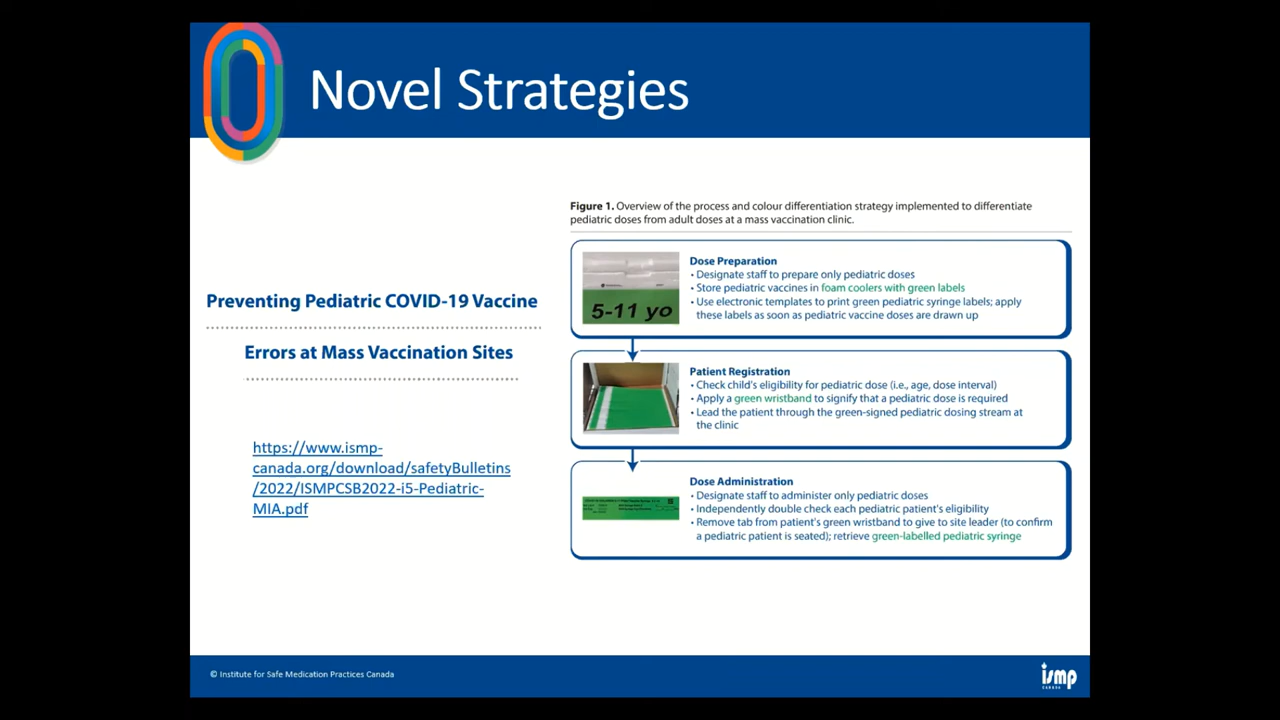 Novel Strategies
Preventing Pediatric COVID-19 Vaccine
Errors at Mass Vaccination Sites
https://www.ismp-
canada.org/download/safetyBulletins
/2022/ISMPCSB2022-i5-Pediatric-
MIA.pdf
Figure 1. Overview of the process and colour differentiation strategy implemented to differentiate
pediatric doses from adult doses at a mass vaccination clinic.
5-11 yo
Dose Preparation
• Designate staff to prepare only pediatric doses
• Store pediatric vaccines in foam coolers with green labels
• Use electronic templates to print green pediatric syringe labels; apply
these labels as soon as pediatric vaccine doses are drawn up
Patient Registration
• Check child's eligibility for pediatric dose (i.e., age, dose interval)
• Apply a green wristband to signify that a pediatric dose is required
• Lead the patient through the green-signed pediatric dosing stream at
the clinic
Dose Administration
• Designate staff to administer only pediatric doses
• Independently double check each pediatric patient's eligibility
• Remove tab from patient's green wristband to give to site leader (to confirm
a pediatric patient is seated); retrieve green-labelled pediatric syringe
© Institute for Safe Medication Practices Canada
ismp
CANADA